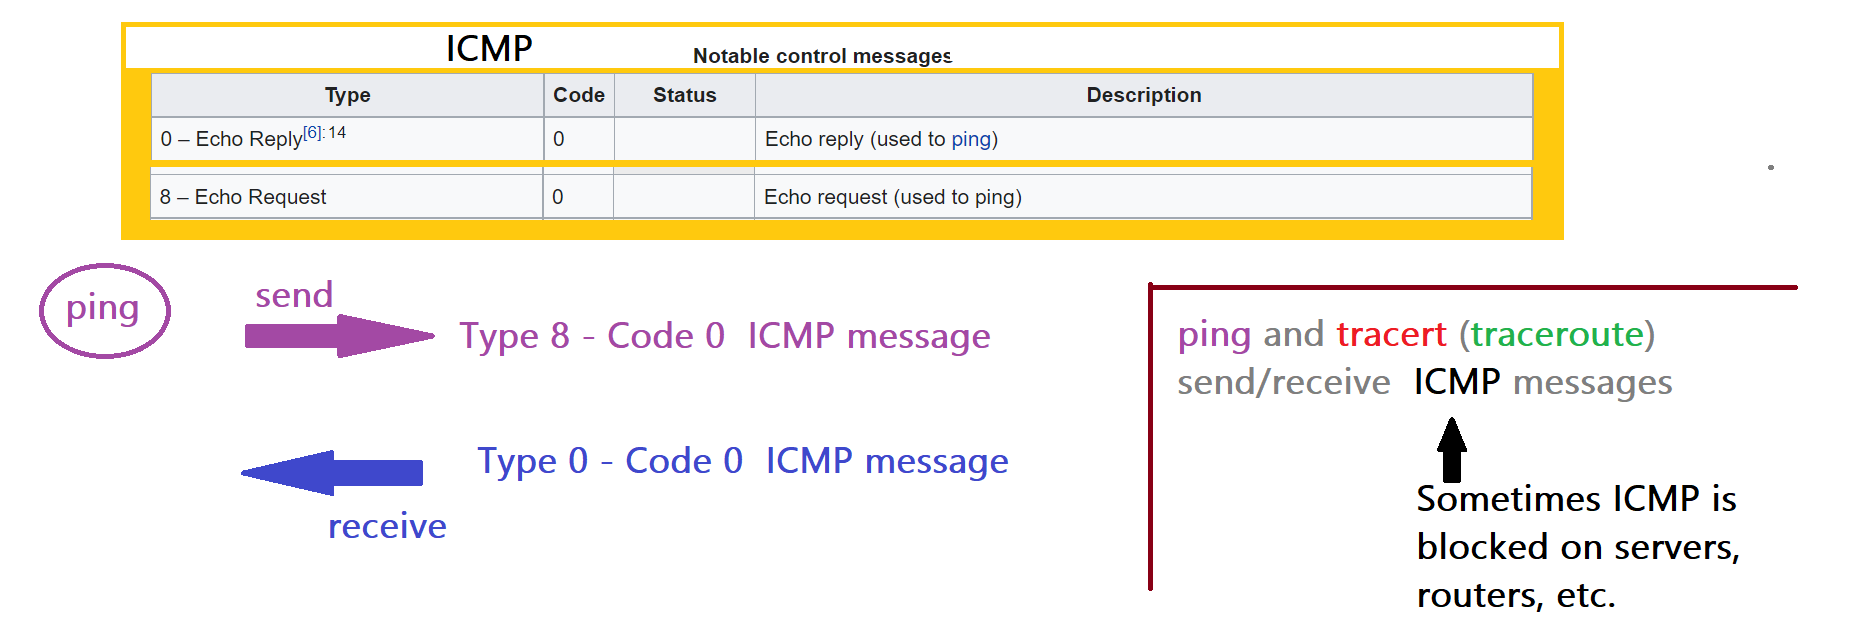 ICMP Notable control messages
Type Code Status Description
0 – Echo Reply[6]:14 0 Echo reply (used to ping)
8 – Echo Request 0 Echo request (used to ping)
ping
send
Type 8 - Code 0 ICMP message
Type 0 - Code 0 ICMP message
receive
ping and tracert (traceroute)
send/receive ICMP messages
Sometimes ICMP is
blocked on servers,
routers, etc.